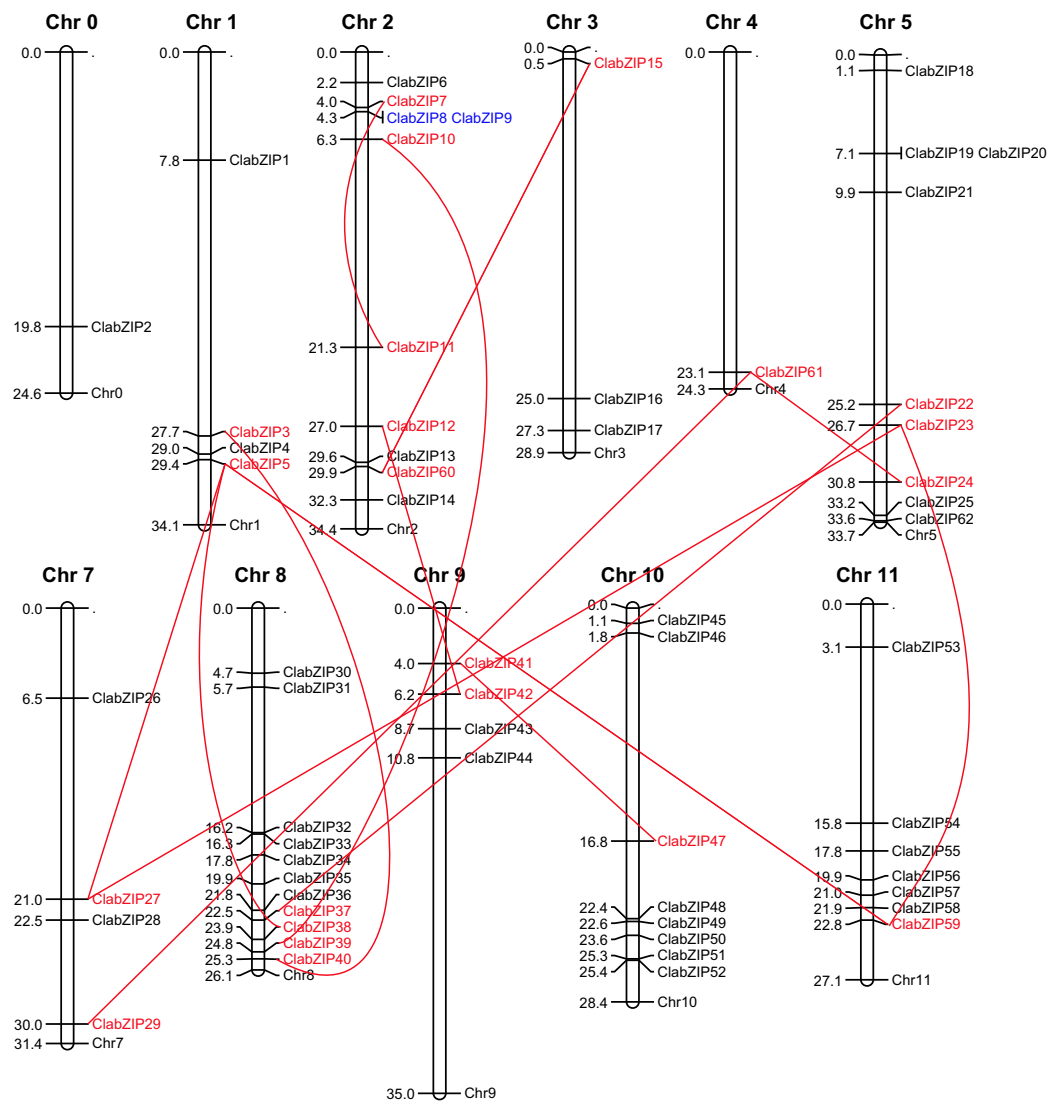 Chr 0
0.0 .
19.8 ClabZIP2
24.6 Chr0
Chr 1
0.0 .
7.8 ClabZIP1
27.7 ClabZIP3
29.0 ClabZIP4
29.4 ClabZIP5
34.1 Chr1
Chr 2
0.0 .
2.2 ClabZIP6
4.0 ClabZIP7
4.3 ClabZIP8 ClabZIP9
6.3 ClabZIP10
21.3 ClabZIP11
27.0 ClabZIP12
29.6 ClabZIP13
29.9 ClabZIP60
32.3 ClabZIP14
34.4 Chr2
Chr 3
0.0 .
0.5 ClabZIP15
25.0 ClabZIP16
27.3 ClabZIP17
28.9 Chr3
Chr 4
0.0 .
23.1 ClabZIP61
24.3 Chr4
Chr 5
0.0 .
1.1 ClabZIP18
7.1 ClabZIP19 ClabZIP20
9.9 ClabZIP21
25.2 ClabZIP22
26.7 ClabZIP23
30.8 ClabZIP24
33.2 ClabZIP25
33.6 ClabZIP62
33.7 Chr5
Chr 7
0.0 .
6.5 ClabZIP26
21.0 ClabZIP27
22.5 ClabZIP28
30.0 ClabZIP29
31.4 Chr7
Chr 8
0.0 .
4.7 ClabZIP30
5.7 ClabZIP31
16.2 ClabZIP32
16.3 ClabZIP33
17.8 ClabZIP34
19.9 ClabZIP35
21.8 ClabZIP36
22.5 ClabZIP37
23.9 ClabZIP38
24.8 ClabZIP39
25.3 ClabZIP40
26.1 Chr8
Chr 9
0.0 .
4.0 ClabZIP41
6.2 ClabZIP42
8.7 ClabZIP43
10.8 ClabZIP44
35.0 Chr9
Chr 10
0.0 .
1.1 ClabZIP45
1.8 ClabZIP46
16.8 ClabZIP47
22.4 ClabZIP48
22.6 ClabZIP49
23.6 ClabZIP50
25.3 ClabZIP51
25.4 ClabZIP52
28.4 Chr10
Chr 11
0.0 .
3.1 ClabZIP53
15.8 ClabZIP54
17.8 ClabZIP55
19.9 ClabZIP56
21.0 ClabZIP57
21.9 ClabZIP58
22.8 ClabZIP59
27.1 Chr11